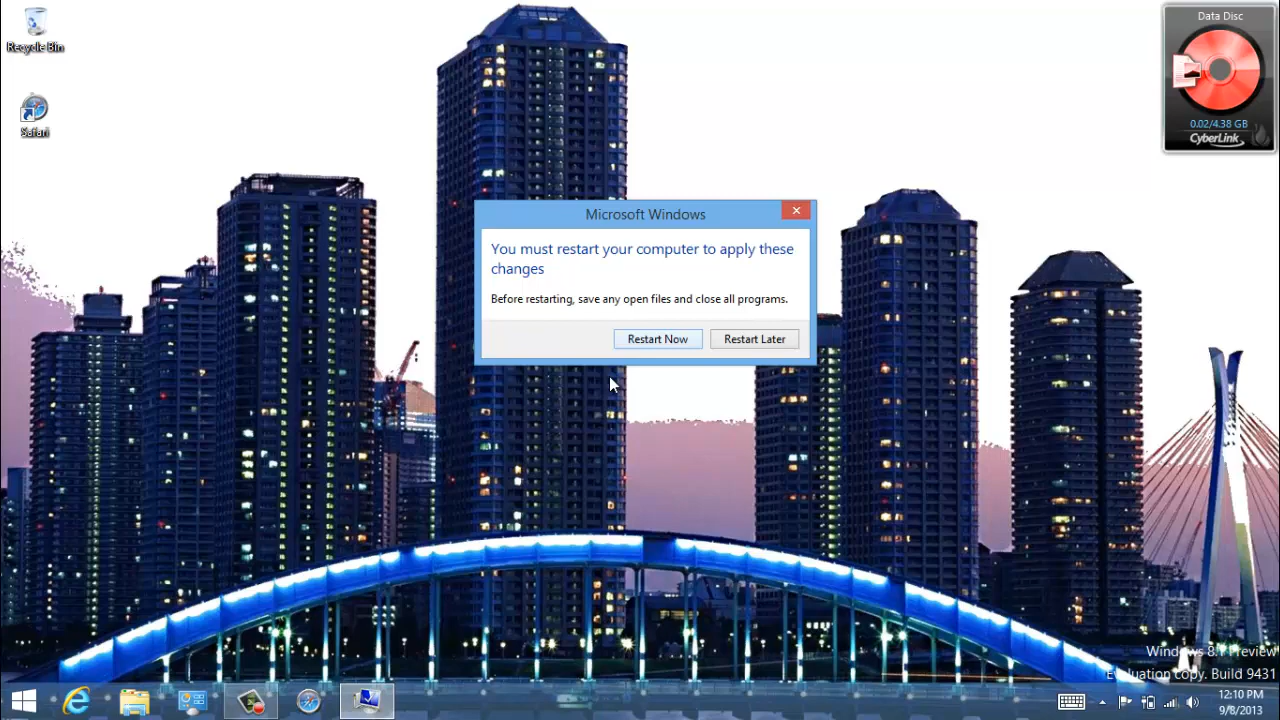 Recycle Bin
Safari
Data Disc
0.02/4.38 GB
CyberLink
Microsoft Windows
You must restart your computer to apply these
changes
Before restarting, save any open files and close all programs.
Restart Now
Restart Later
Windows 8.1 Preview
Evaluation copy. Build 9431
12:10 PM
9/8/2013